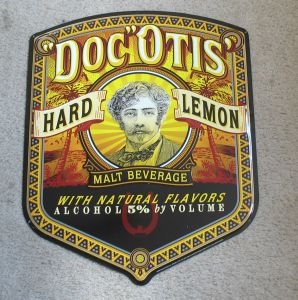 "DOC" OTIS"
HARD LEMON
MALT BEVERAGE
WITH NATURAL FLAVORS
ALCOHOL 5% by VOLUME